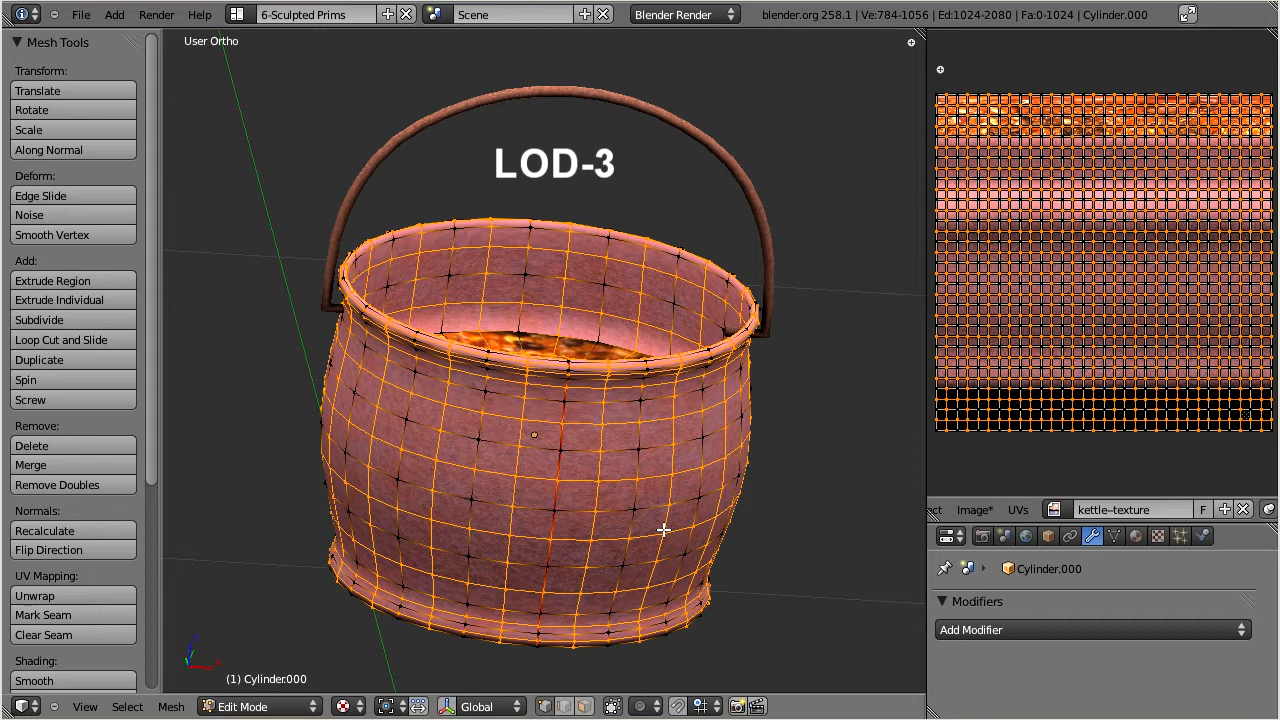 File Add Render Help 6-Sculpted Prims Scene Blender Render blender.org 258.1 | Ve:784-1056 | Ed:1024-2080 | Fa:0-1024 | Cylinder.000
Mesh Tools
User Ortho
Transform:
Translate
Rotate
Scale
Along Normal
Deform:
Edge Slide
Noise
Smooth Vertex
Add:
Extrude Region
Extrude Individual
Subdivide
Loop Cut and Slide
Duplicate
Spin
Screw
Remove:
Delete
Merge
Remove Doubles
Normals:
Recalculate
Flip Direction
UV Mapping:
Unwrap
Mark Seam
Clear Seam
Shading:
Smooth
LOD-3
(1) Cylinder.000
View Select Mesh Edit Mode Global
ct Image* UVs kettle-texture F
Cylinder.000
Modifiers
Add Modifier